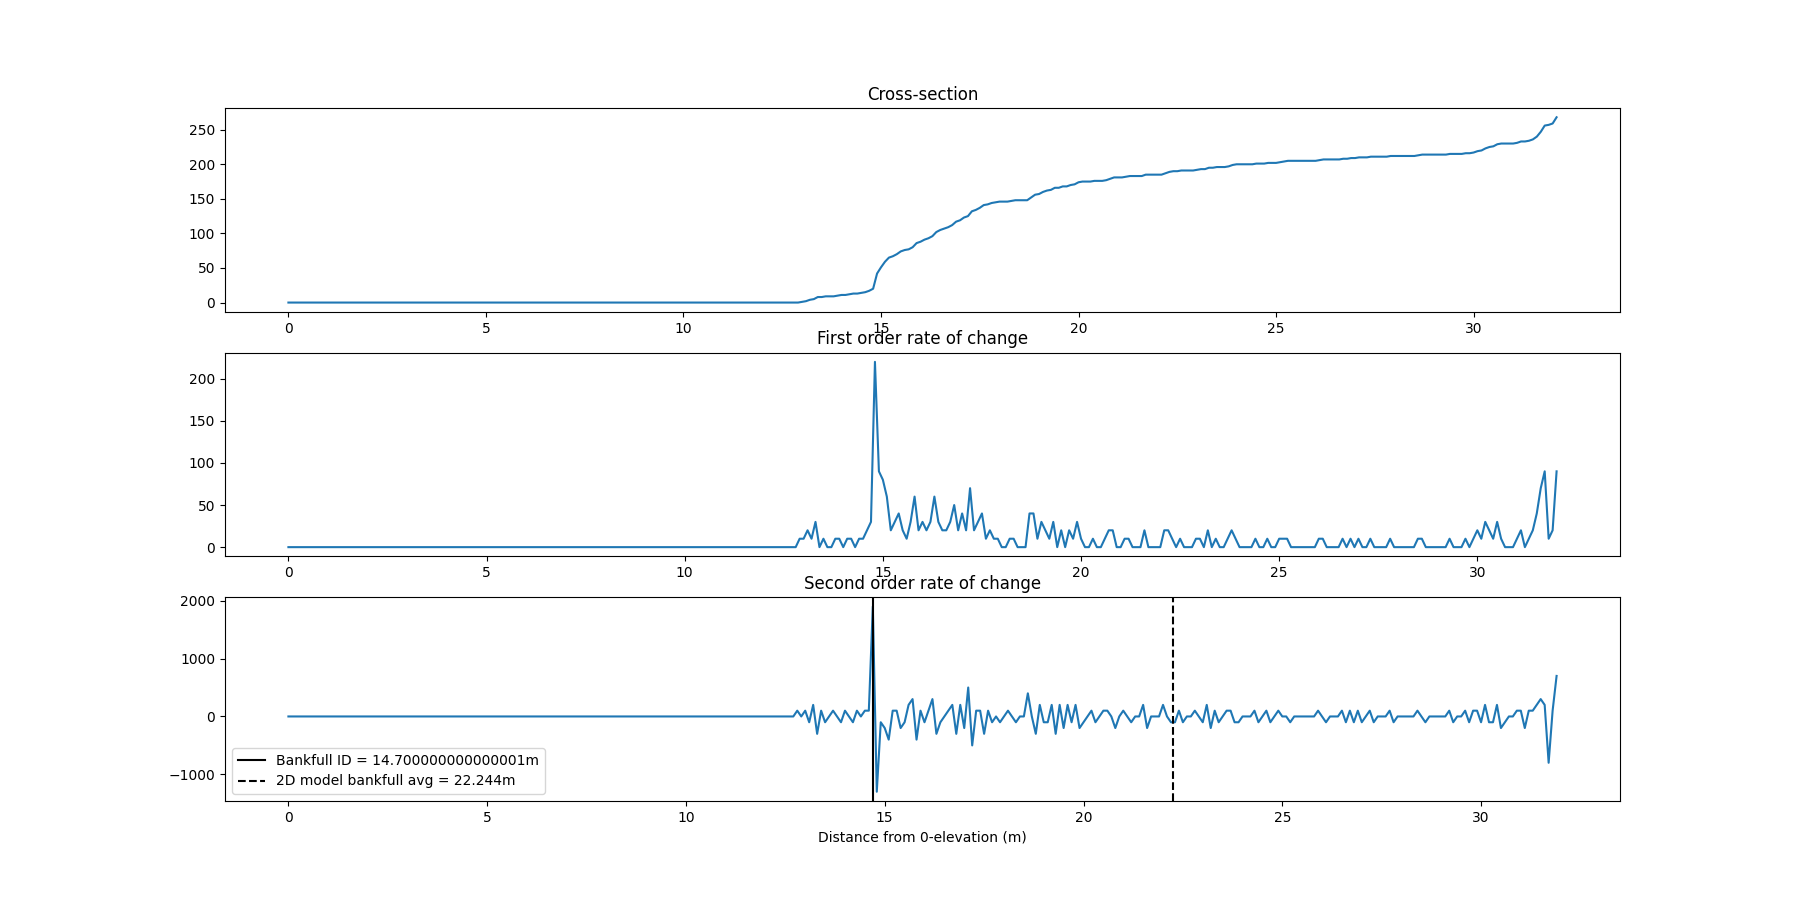 Cross-section
250
200
150
100
50
0
0 5 10 15 20 25 30
First order rate of change
200
150
100
50
0
0 5 10 15 20 25 30
Second order rate of change
2000
1000
0
−1000
Bankfull ID = 14.700000000000001m
2D model bankfull avg = 22.244m
0 5 10 15 20 25 30
Distance from 0-elevation (m)